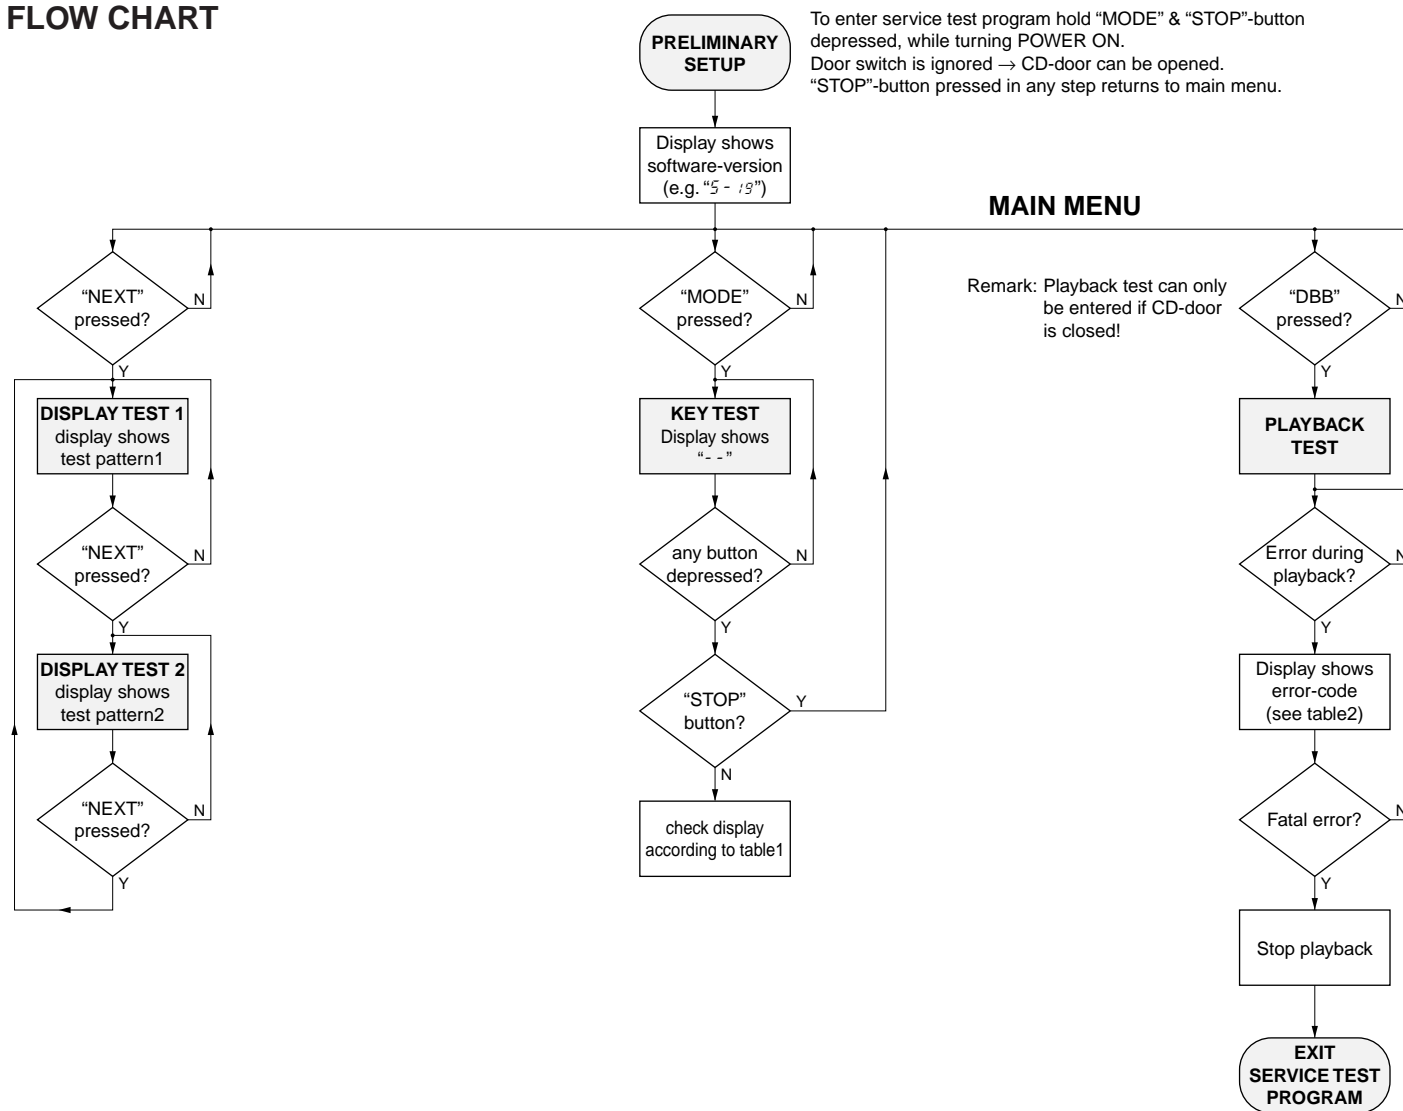 FLOW CHART
PRELIMINARY
SETUP
To enter service test program hold “MODE” & “STOP”-button
depressed, while turning POWER ON.
Door switch is ignored → CD-door can be opened.
“STOP”-button pressed in any step returns to main menu.
Display shows
software-version
(e.g. “5 - 19”)
MAIN MENU
“NEXT”
pressed?
N
Y
DISPLAY TEST 1
display shows
test pattern1
“NEXT”
pressed?
N
Y
DISPLAY TEST 2
display shows
test pattern2
“NEXT”
pressed?
N
Y
“MODE”
pressed?
N
Y
KEY TEST
Display shows
“- -”
any button
depressed?
N
Y
“STOP”
button?
Y
N
check display
according to table1
Remark: Playback test can only
be entered if CD-door
is closed!
“DBB”
pressed?
N
Y
PLAYBACK
TEST
Error during
playback?
N
Y
Display shows
error-code
(see table2)
Fatal error?
N
Y
Stop playback
EXIT
SERVICE TEST
PROGRAM